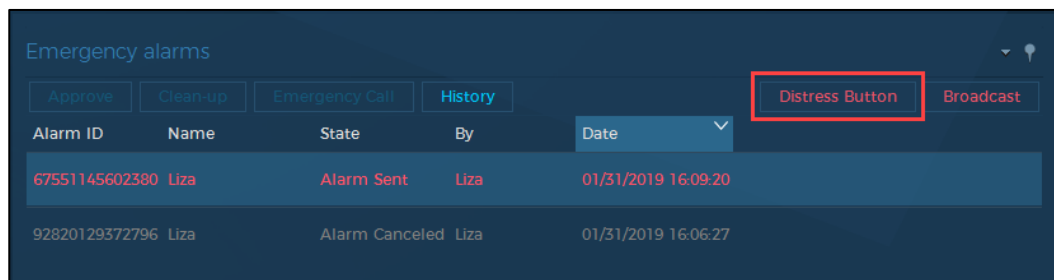 Emergency alarms
Approve Clean-up Emergency Call History Distress Button Broadcast
Alarm ID Name State By Date
67551145602380 Liza Alarm Sent Liza 01/31/2019 16:09:20
92820129372796 Liza Alarm Canceled Liza 01/31/2019 16:06:27